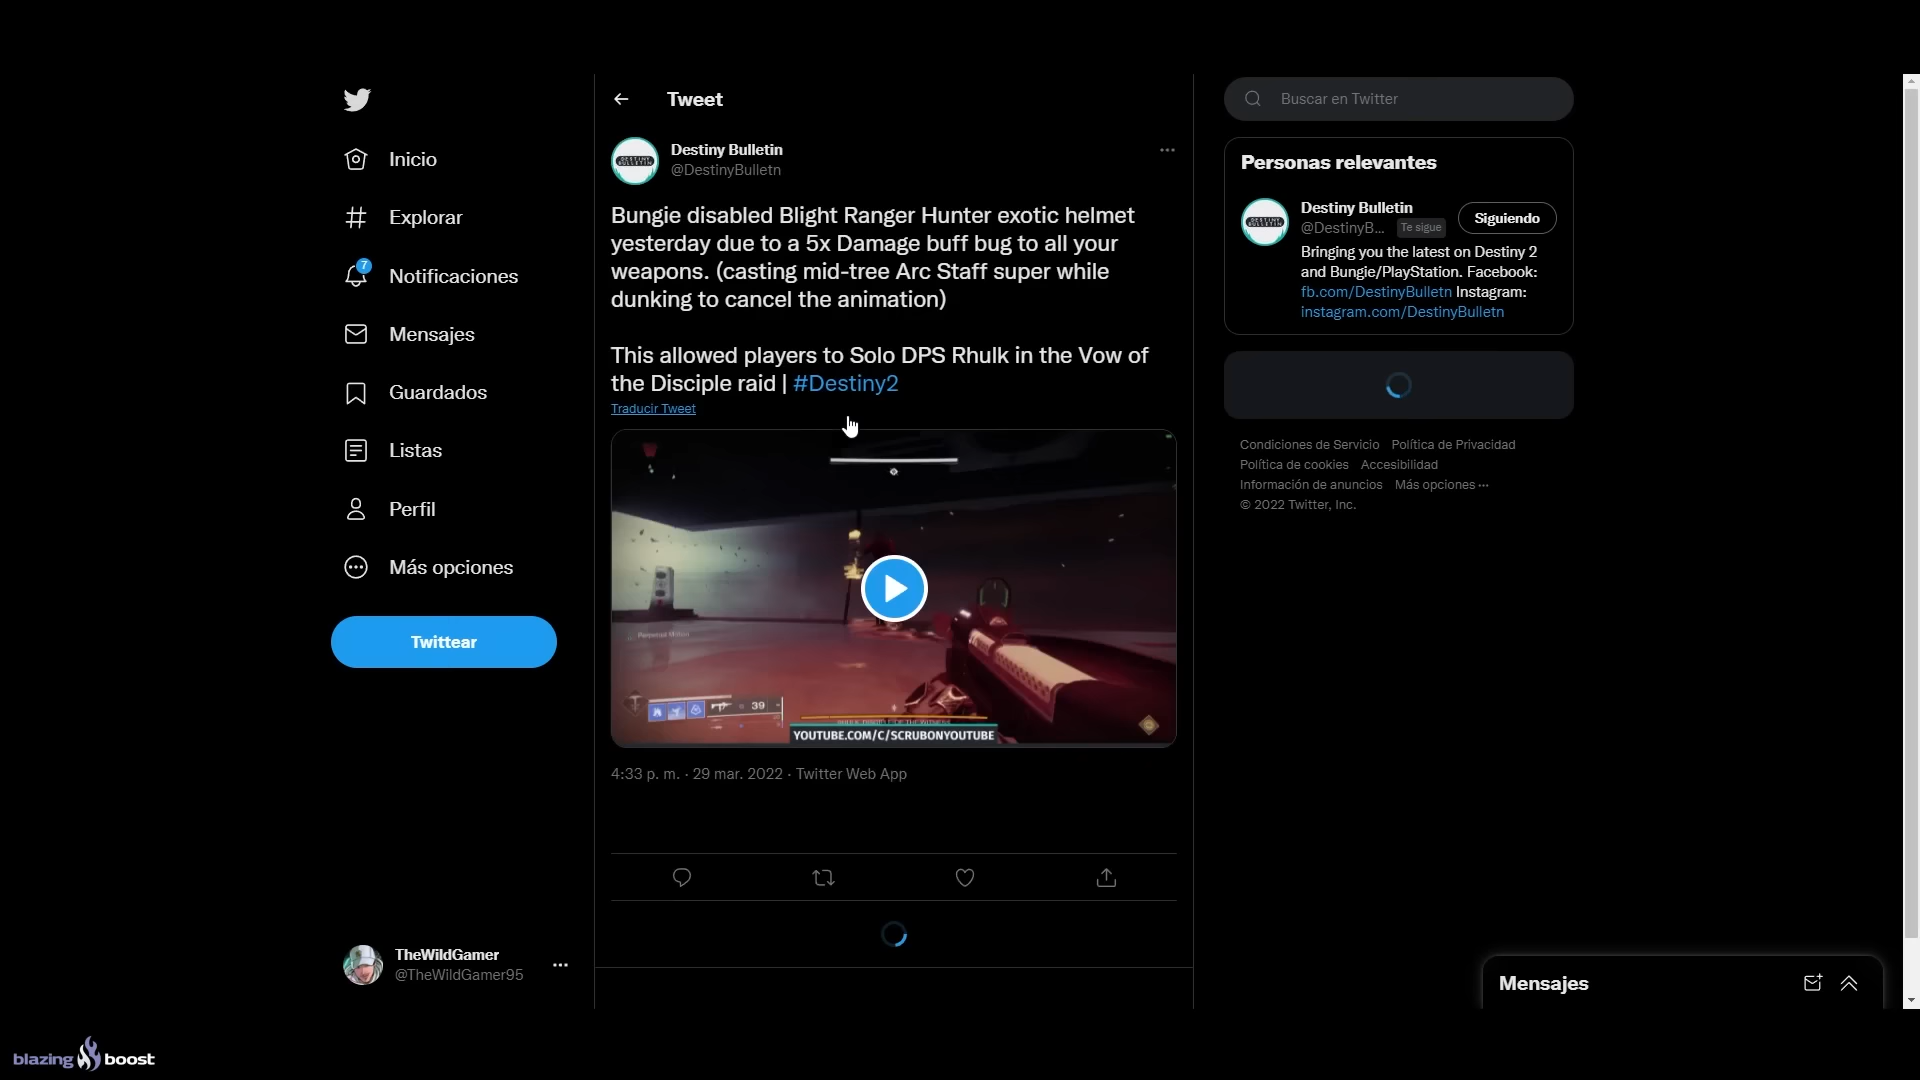 Tweet
Buscar en Twitter
Inicio
Explorar
7
Notificaciones
Mensajes
Guardados
Listas
Perfil
Más opciones
Twittear
TheWildGamer
@TheWildGamer95
Destiny Bulletin
@DestinyBulletn
Bungie disabled Blight Ranger Hunter exotic helmet
yesterday due to a 5x Damage buff bug to all your
weapons. (casting mid-tree Arc Staff super while
dunking to cancel the animation)
This allowed players to Solo DPS Rhulk in the Vow of
the Disciple raid | #Destiny2
Traducir Tweet
39
YOUTUBE.COM/C/SCRUBONYOUTUBE
4:33 p. m. · 29 mar. 2022 · Twitter Web App
Personas relevantes
Destiny Bulletin
@DestinyB... Te sigue
Siguiendo
Bringing you the latest on Destiny 2
and Bungie/PlayStation. Facebook:
fb.com/DestinyBulletn Instagram:
instagram.com/DestinyBulletn
Condiciones de Servicio Política de Privacidad
Política de cookies Accesibilidad
Información de anuncios Más opciones ...
© 2022 Twitter, Inc.
Mensajes
blazing boost